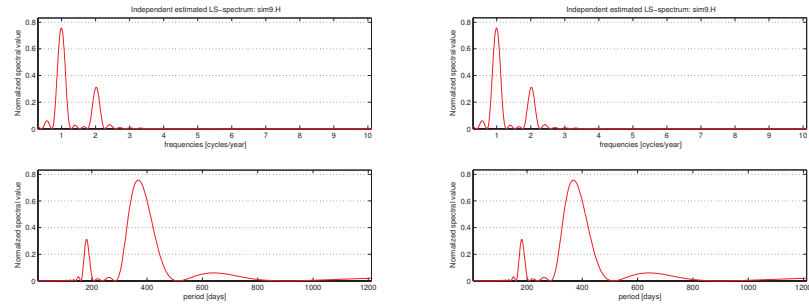 Independent estimated LS-spectrum: sim9.H
Normalized spectral value
0.8
0.6
0.4
0.2
0
1 2 3 4 5 6 7 8 9 10
frequencies [cycles/year]
Normalized spectral value
0.8
0.6
0.4
0.2
0
200 400 600 800 1000 1200
period [days]
Independent estimated LS-spectrum: sim9.H
Normalized spectral value
0.8
0.6
0.4
0.2
0
1 2 3 4 5 6 7 8 9 10
frequencies [cycles/year]
Normalized spectral value
0.8
0.6
0.4
0.2
0
200 400 600 800 1000 1200
period [days]